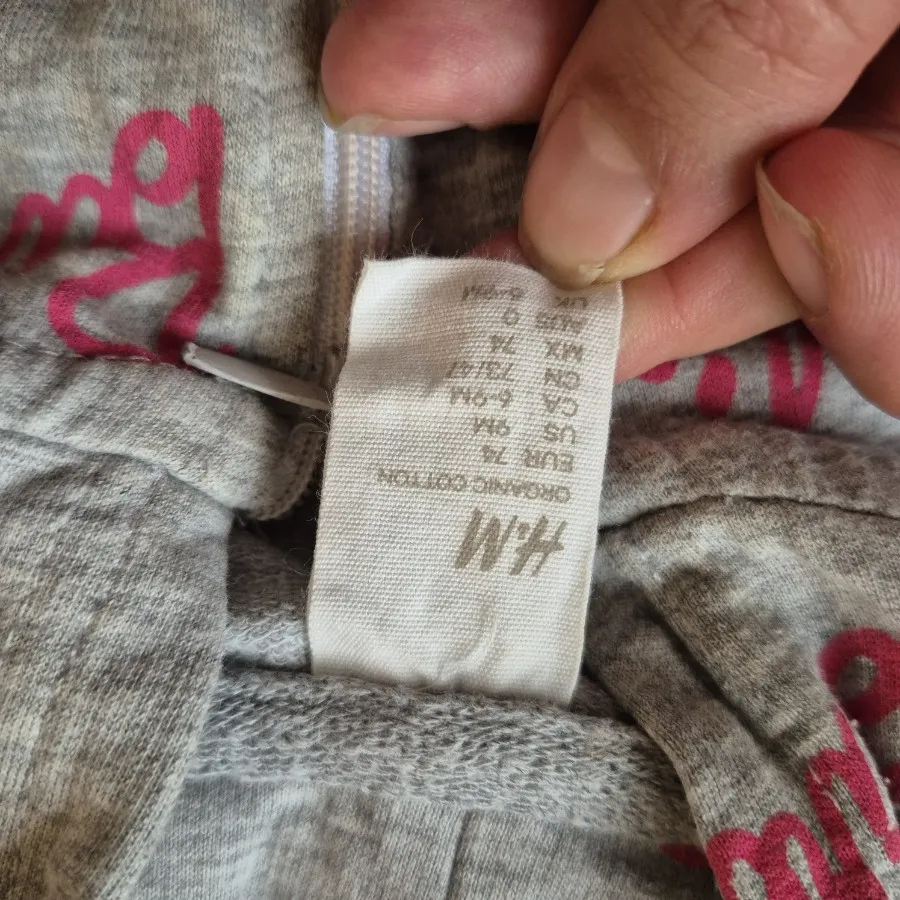 H&M
ORGANIC COTTON
EUR 74
US 9M
CA 6-9M
CN 73/47
MX 74
AUS 0
UK 6-9M